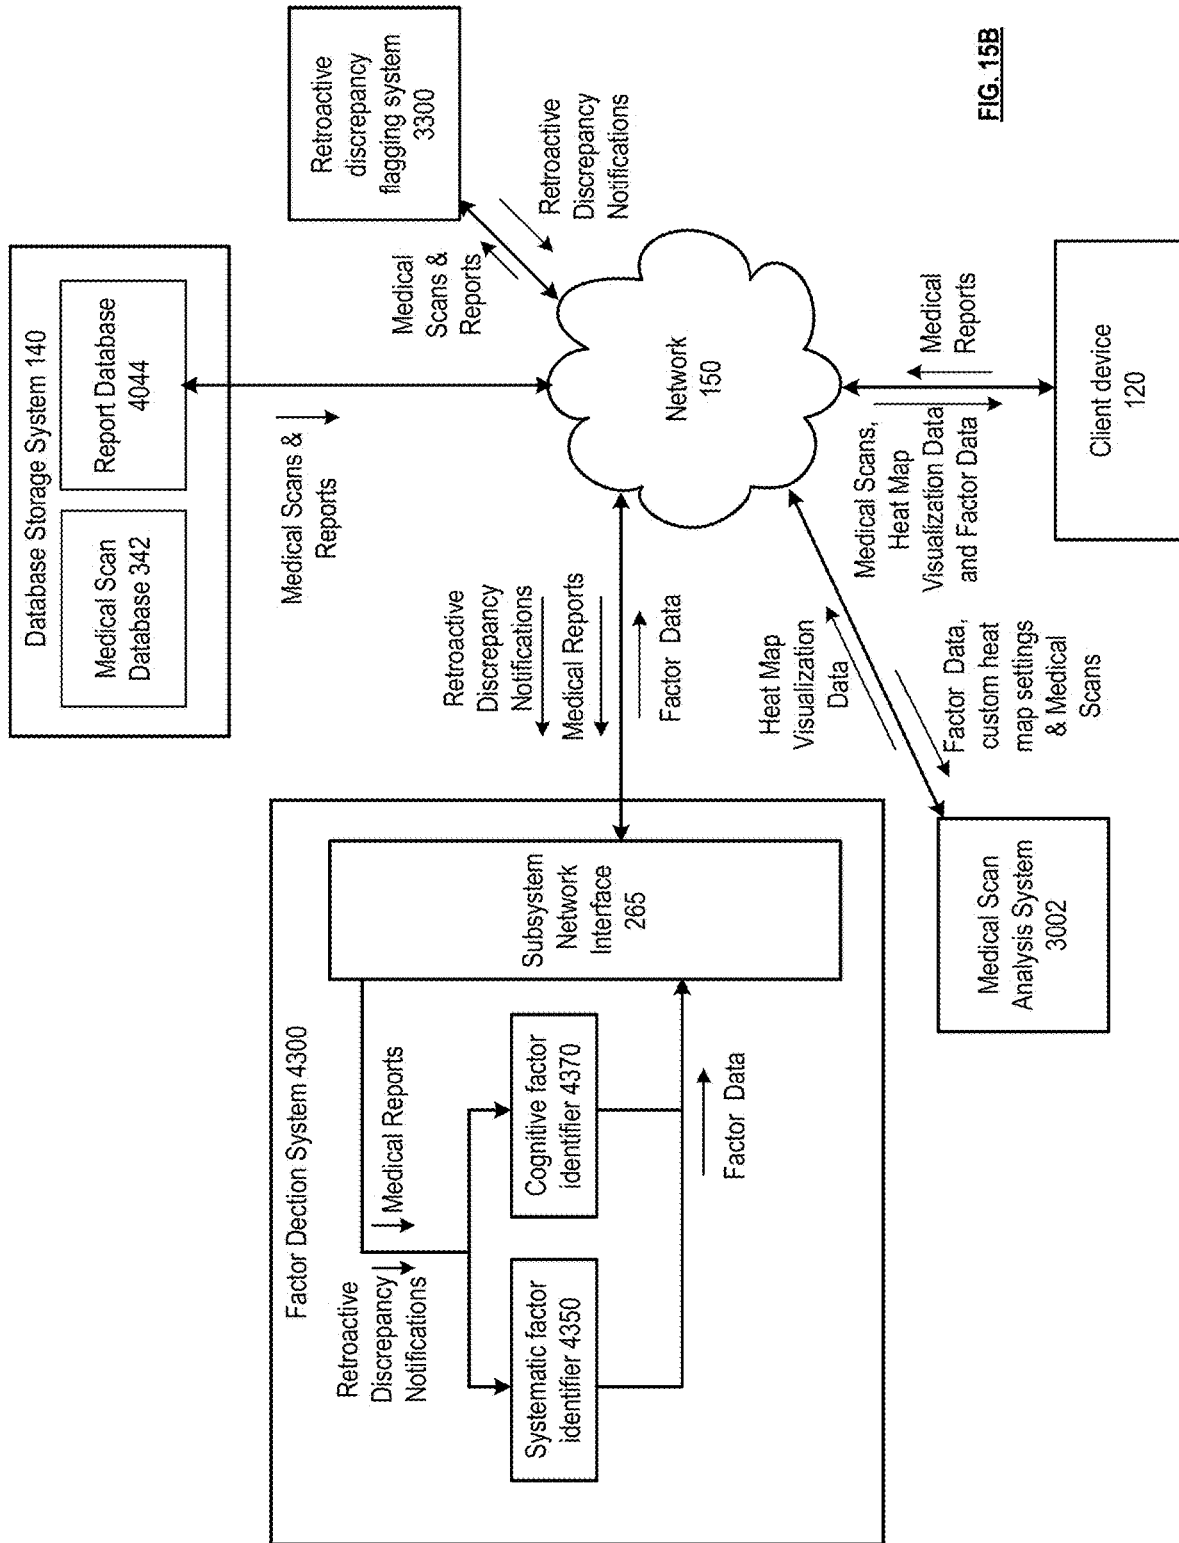 Database Storage System 140
Medical Scan
Database 342
Report Database
4044
Retroactive
discrepancy
flagging system
3300
Medical Scans &
Reports
Medical
Scans &
Reports
Retroactive
Discrepancy
Notifications
Factor Dection System 4300
Retroactive
Discrepancy
Notifications
Medical Reports
Systematic factor
identifier 4350
Cognitive factor
identifier 4370
Factor Data
Subsystem
Network
Interface
265
Retroactive
Discrepancy
Notifications
Medical Reports
Factor Data
Network
150
Heat Map
Visualization
Data
Factor Data,
custom heat
map settings
& Medical
Scans
Medical Scans,
Heat Map
Visualization Data
and Factor Data
Medical
Reports
Medical Scan
Analysis System
3002
Client device
120
FIG. 15B